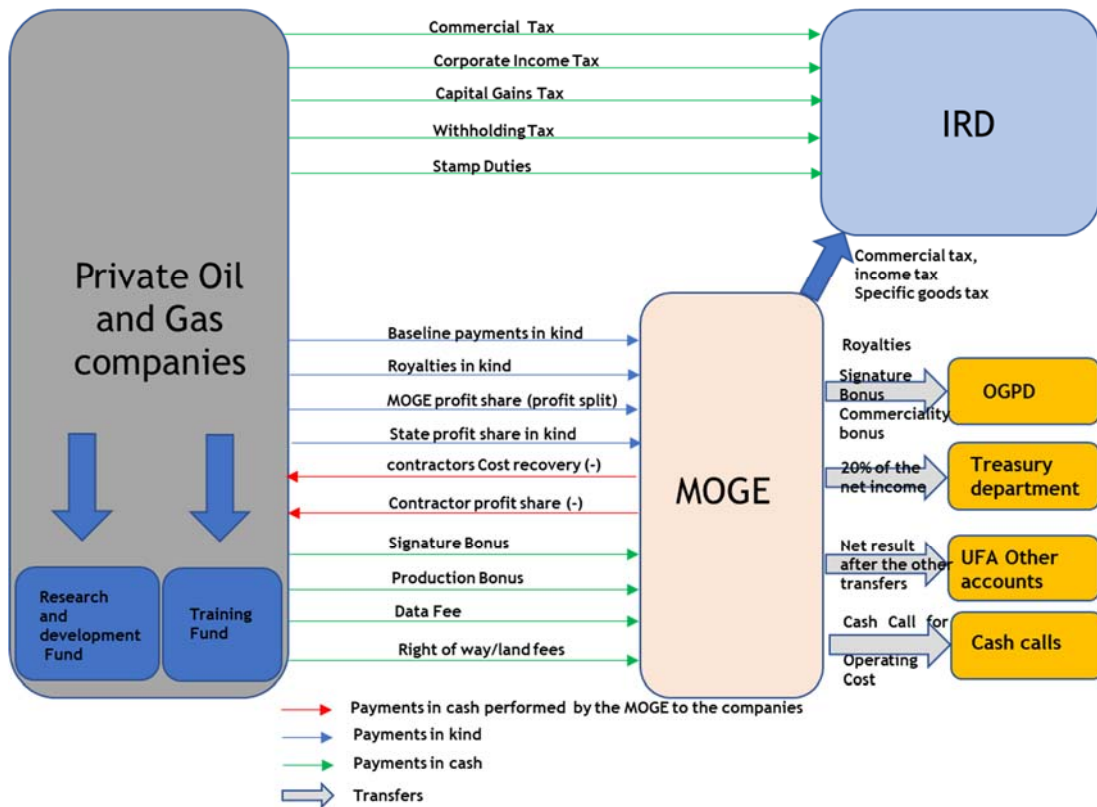 Commercial Tax
Corporate Income Tax
Capital Gains Tax
Withholding Tax
Stamp Duties
IRD
Private Oil
and Gas
companies
Commercial tax,
income tax
Specific goods tax
Baseline payments in kind
Royalties in kind
MOGE profit share (profit split)
State profit share in kind
contractors Cost recovery (-)
Contractor profit share (-)
Signature Bonus
Production Bonus
Data Fee
Right of way/land fees
MOGE
Royalties
Signature
Bonus
Commerciality
bonus
OGPD
20% of the
net income
Treasury
department
Net result
after the other
transfers
UFA Other
accounts
Cash Call for
Operating
Cost
Cash calls
Research
and
development
Fund
Training
Fund
Payments in cash performed by the MOGE to the companies
Payments in kind
Payments in cash
Transfers